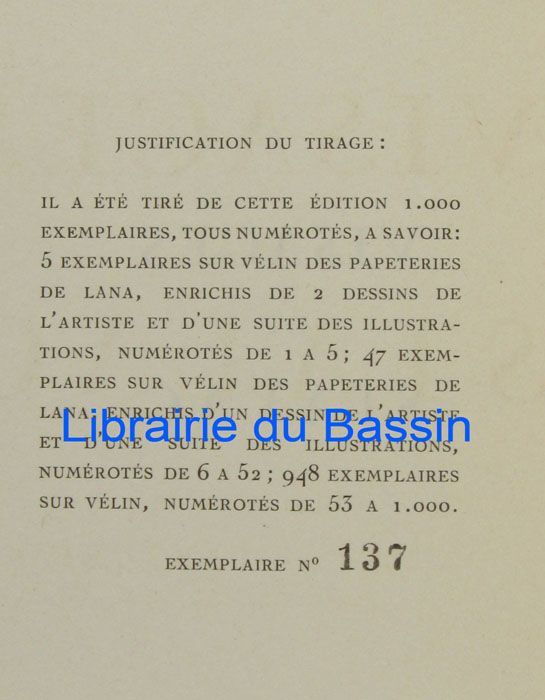 JUSTIFICATION DU TIRAGE :
IL A ÉTÉ TIRÉ DE CETTE ÉDITION 1.000
EXEMPLAIRES, TOUS NUMÉROTÉS, A SAVOIR:
5 EXEMPLAIRES SUR VÉLIN DES PAPETERIES
DE LANA, ENRICHIS DE 2 DESSINS DE
L'ARTISTE ET D'UNE SUITE DES ILLUSTRA-
TIONS, NUMÉROTÉS DE 1 A 5 ; 47 EXEM-
PLAIRES SUR VÉLIN DES PAPETERIES DE
LANA, ENRICHIS D'UN DESSIN DE L'ARTISTE
Librairie du Bassin
ET D'UNE SUITE DES ILLUSTRATIONS,
NUMÉROTÉS DE 6 A 52 ; 948 EXEMPLAIRES
SUR VÉLIN, NUMÉROTÉS DE 53 A 1.000.
EXEMPLAIRE Nº 137